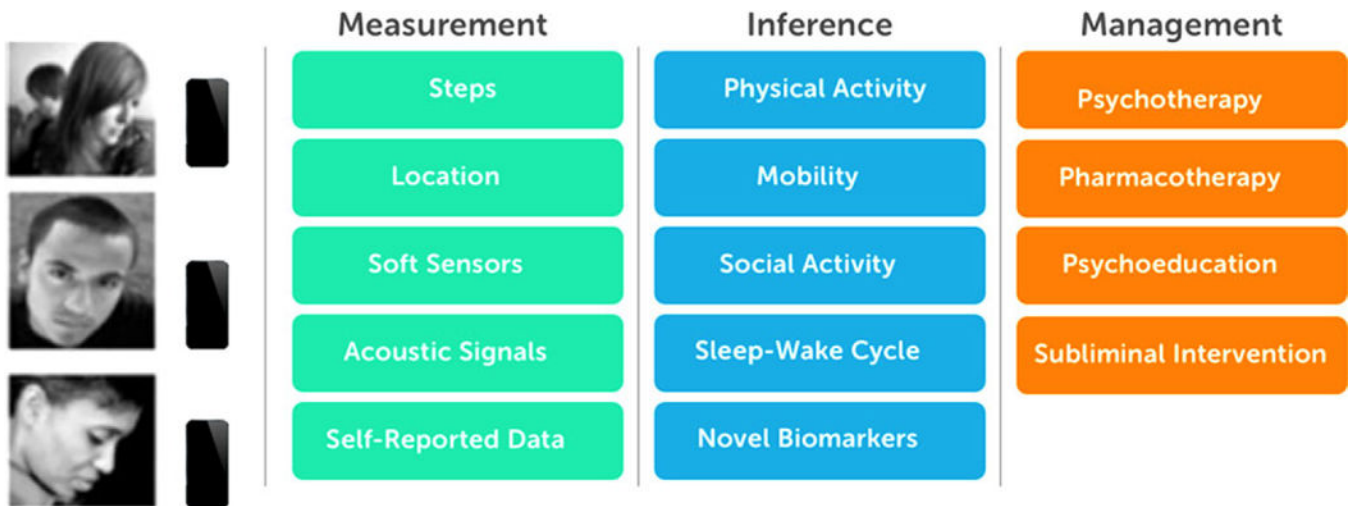 Measurement
Inference
Management
Steps
Physical Activity
Psychotherapy
Location
Mobility
Pharmacotherapy
Soft Sensors
Social Activity
Psychoeducation
Acoustic Signals
Sleep-Wake Cycle
Subliminal Intervention
Self-Reported Data
Novel Biomarkers